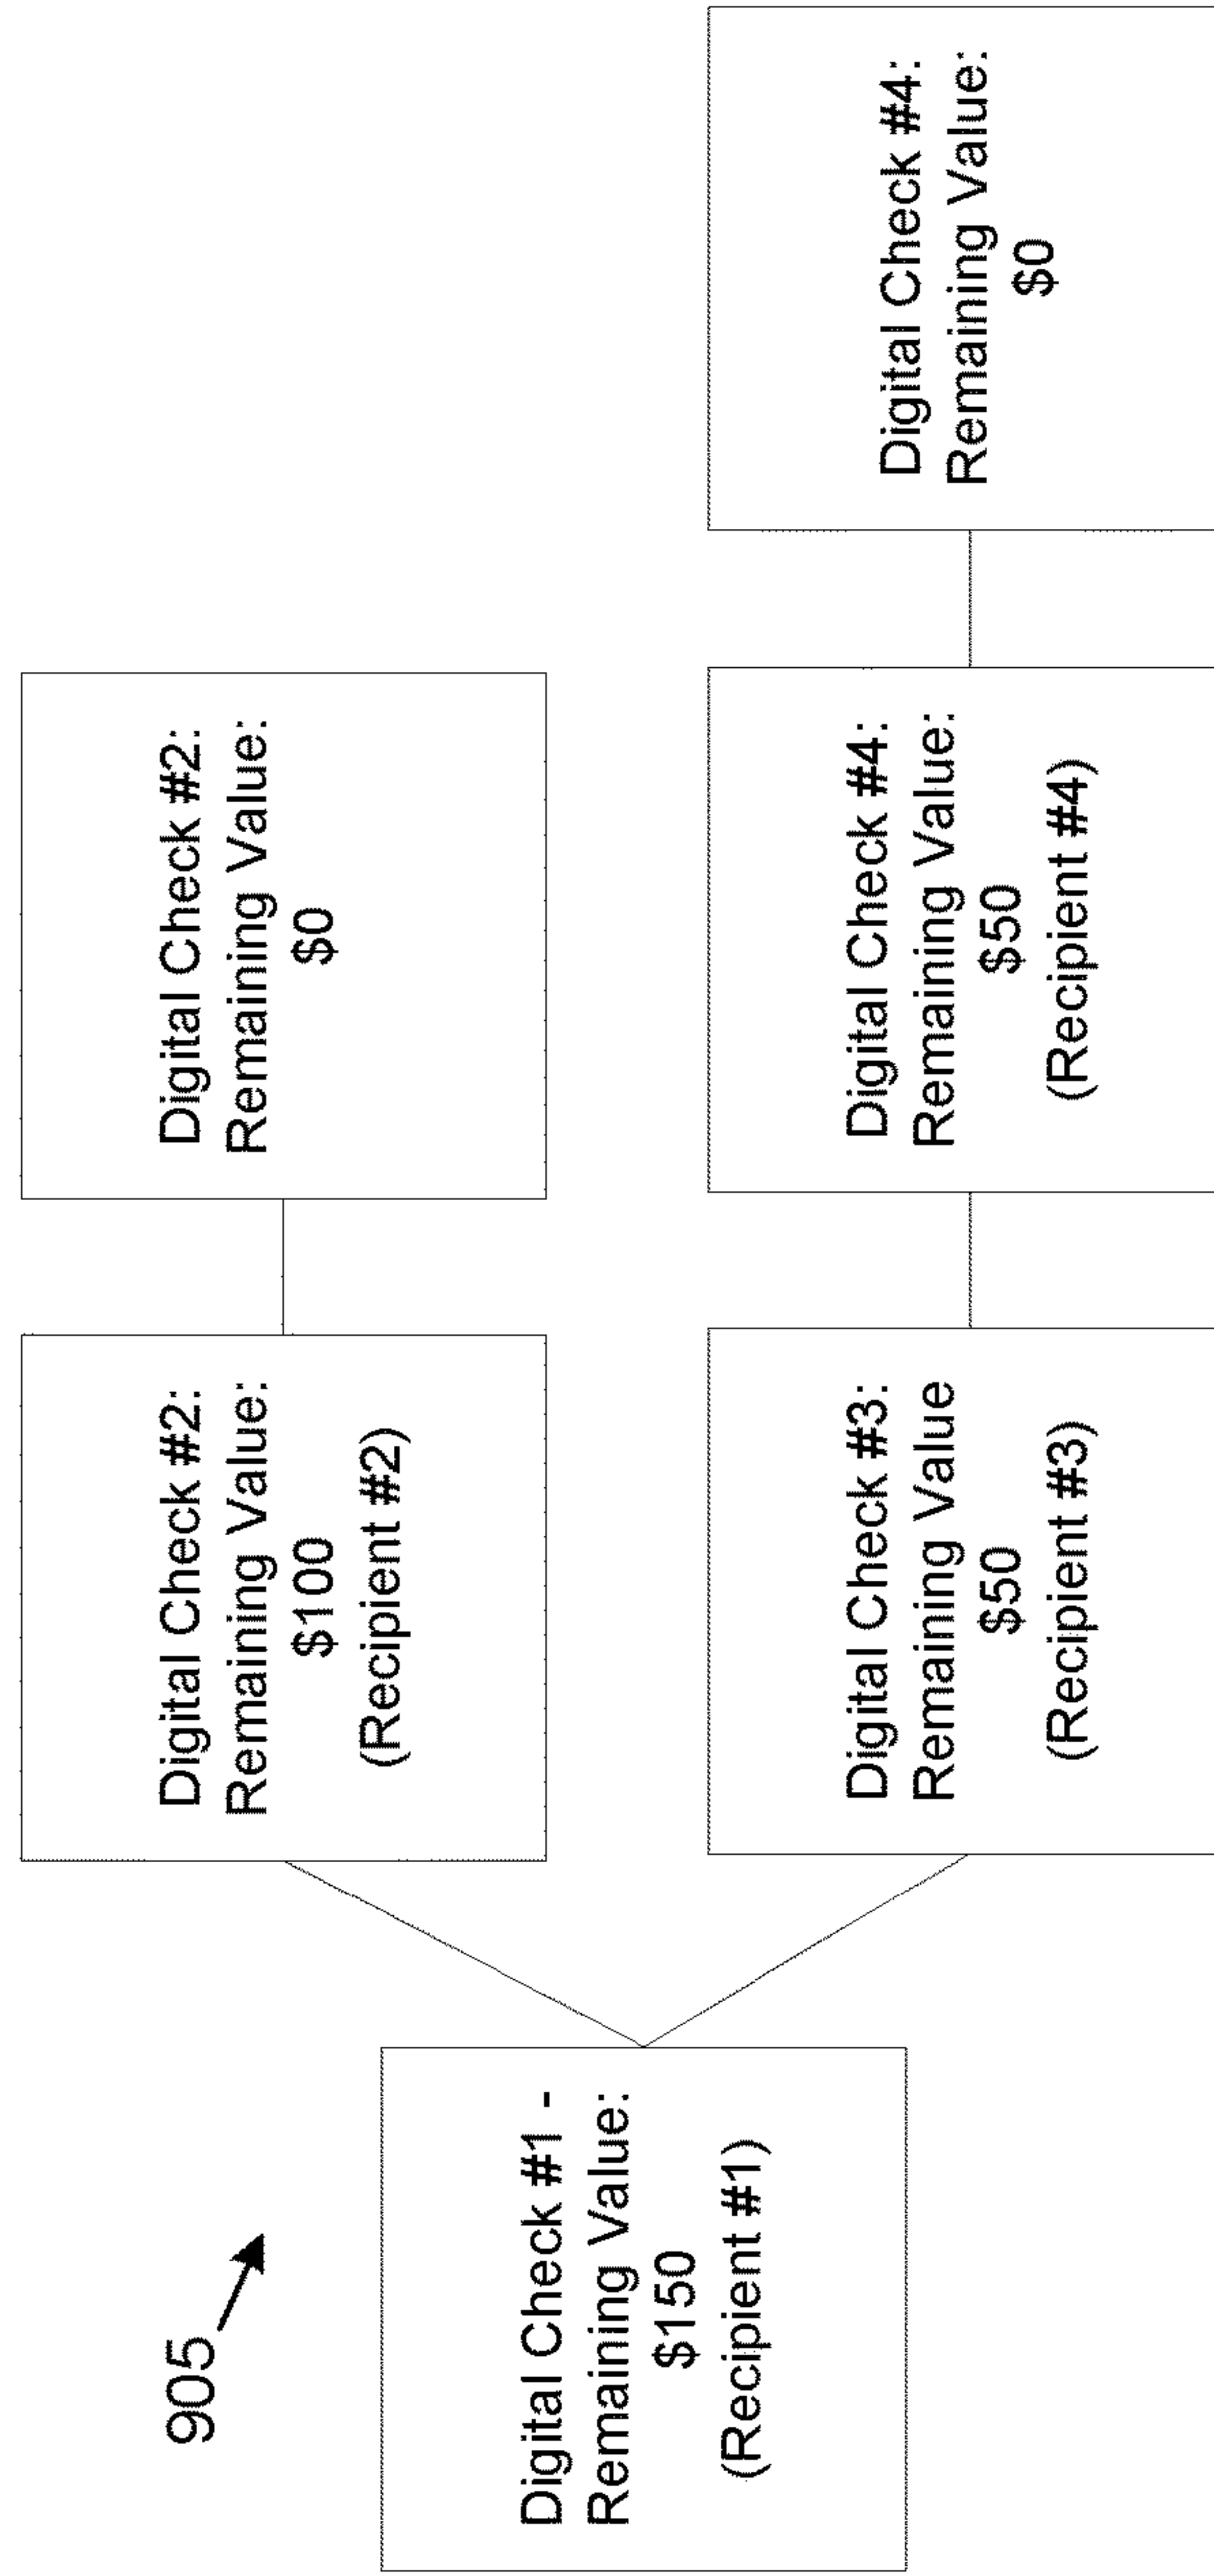 905
Digital Check #1 -
Remaining Value:
$150
(Recipient #1)
Digital Check #2:
Remaining Value:
$100
(Recipient #2)
Digital Check #2:
Remaining Value:
$0
Digital Check #3:
Remaining Value
$50
(Recipient #3)
Digital Check #4:
Remaining Value:
$50
(Recipient #4)
Digital Check #4:
Remaining Value:
$0